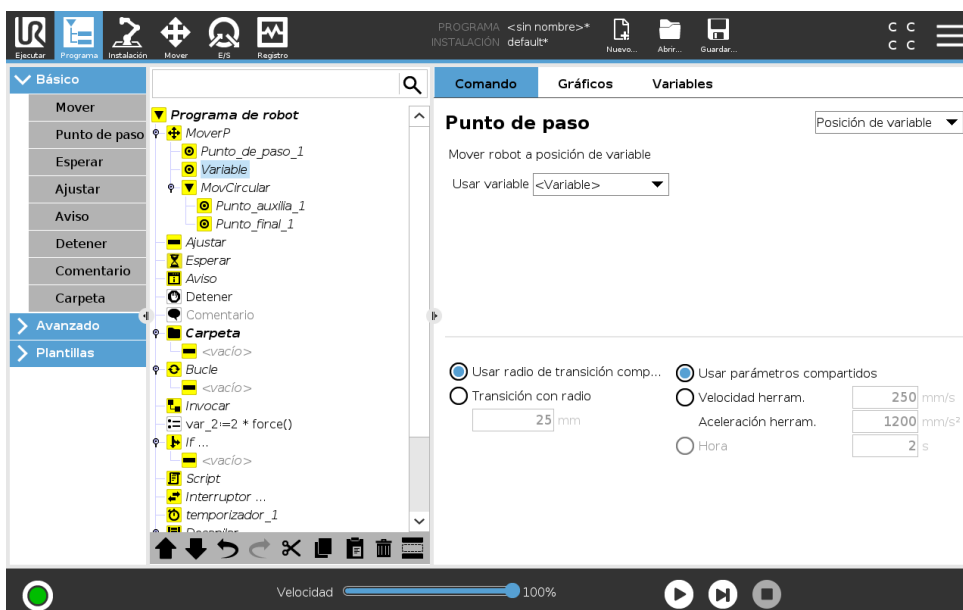 PROGRAMA <sin nombre>*
INSTALACIÓN default*
Ejecutar
Programa
Instalación
Mover
E/S
Registro
Nuevo...
Abrir...
Guardar...
C C
C C
Básico
Mover
Punto de paso
Esperar
Ajustar
Aviso
Detener
Comentario
Carpeta
Avanzado
Plantillas
Programa de robot
MoverP
Punto_de_paso_1
Variable
MovCircular
Punto_auxilia_1
Punto_final_1
Ajustar
Esperar
Aviso
Detener
Comentario
Carpeta
<vacío>
Bucle
<vacío>
Invocar
var_2:=2 * force()
If ...
<vacío>
Script
Interruptor ...
temporizador_1
Comando
Gráficos
Variables
Punto de paso
Posición de variable
Mover robot a posición de variable
Usar variable <Variable>
Usar radio de transición comp...
Transición con radio
25 mm
Usar parámetros compartidos
Velocidad herram. 250 mm/s
Aceleración herram. 1200 mm/s²
Hora 2 s
Velocidad 100%